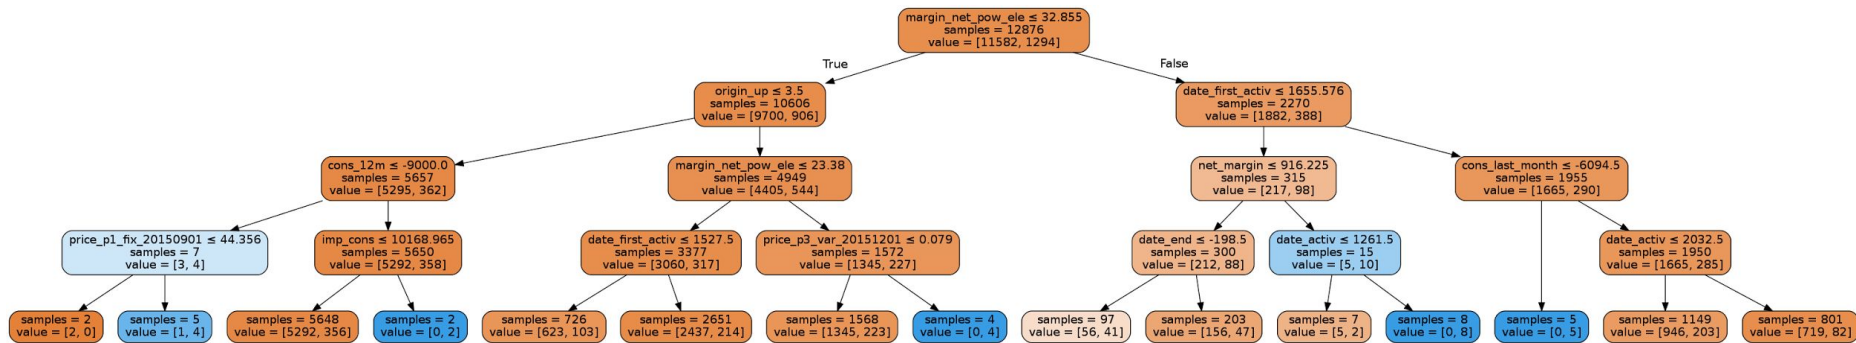 margin_net_pow_ele ≤ 32.855
samples = 12876
value = [11582, 1294]
True
False
origin_up ≤ 3.5
samples = 10606
value = [9700, 906]
date_first_activ ≤ 1655.576
samples = 2270
value = [1882, 388]
cons_12m ≤ -9000.0
samples = 5657
value = [5295, 362]
margin_net_pow_ele ≤ 23.38
samples = 4949
value = [4405, 544]
net_margin ≤ 916.225
samples = 315
value = [217, 98]
cons_last_month ≤ -6094.5
samples = 1955
value = [1665, 290]
price_p1_fix_20150901 ≤ 44.356
samples = 7
value = [3, 4]
imp_cons ≤ 10168.965
samples = 5650
value = [5292, 358]
date_first_activ ≤ 1527.5
samples = 3377
value = [3060, 317]
price_p3_var_20151201 ≤ 0.079
samples = 1572
value = [1345, 227]
date_end ≤ -198.5
samples = 300
value = [212, 88]
date_activ ≤ 1261.5
samples = 15
value = [5, 10]
date_activ ≤ 2032.5
samples = 1950
value = [1665, 285]
samples = 2
value = [2, 0]
samples = 5
value = [1, 4]
samples = 5648
value = [5292, 356]
samples = 2
value = [0, 2]
samples = 726
value = [623, 103]
samples = 2651
value = [2437, 214]
samples = 1568
value = [1345, 223]
samples = 4
value = [0, 4]
samples = 97
value = [56, 41]
samples = 203
value = [156, 47]
samples = 7
value = [5, 2]
samples = 8
value = [0, 8]
samples = 5
value = [0, 5]
samples = 1149
value = [946, 203]
samples = 801
value = [719, 82]